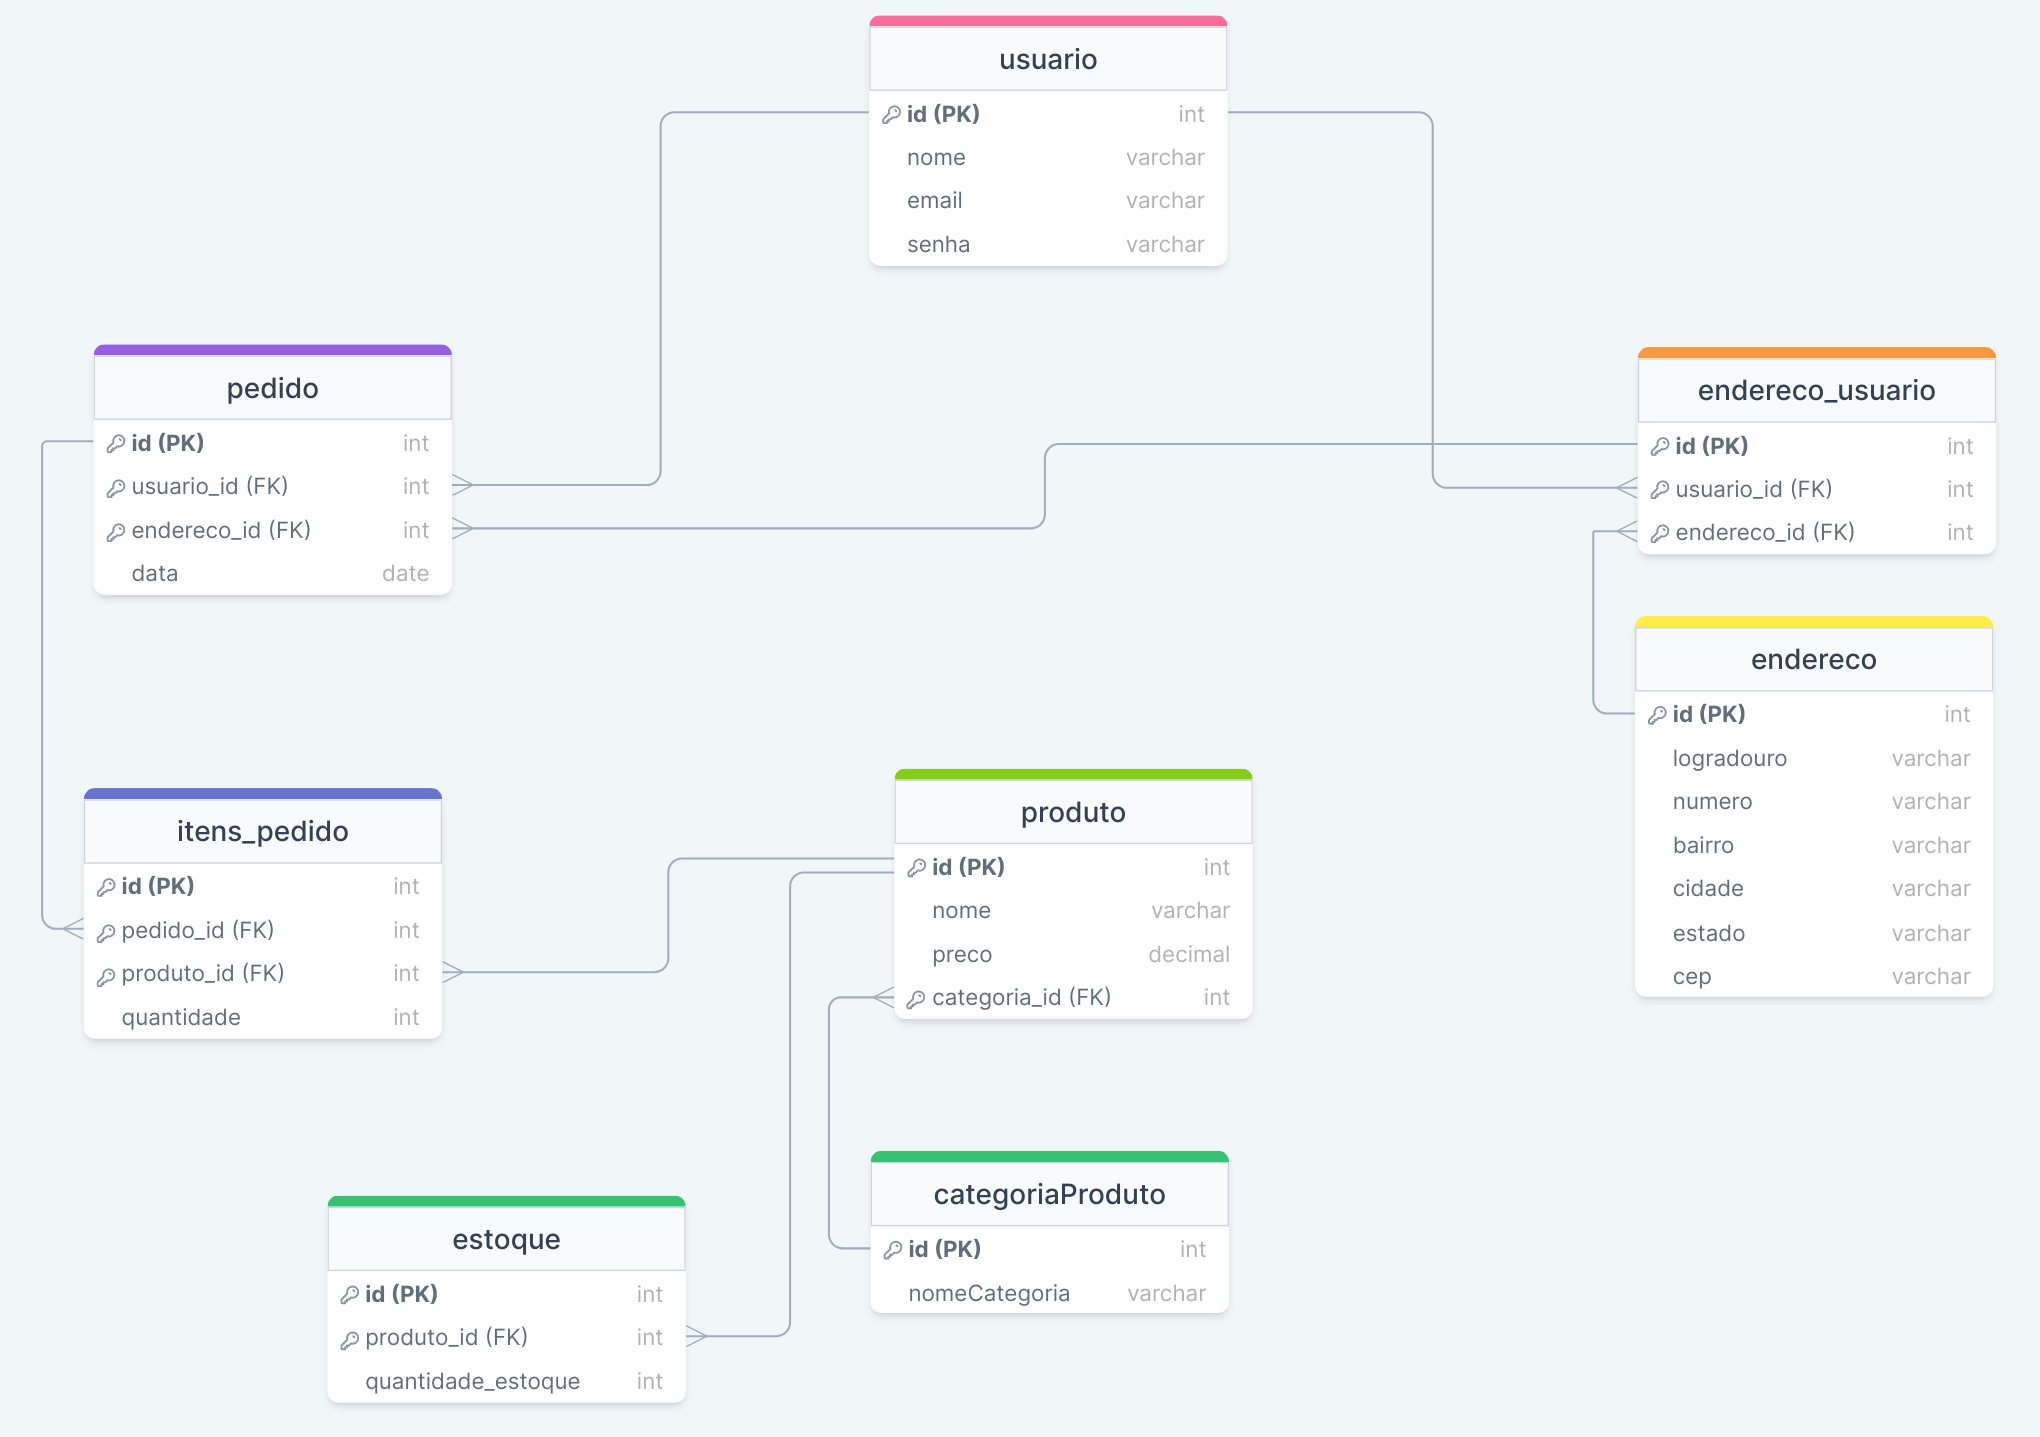 usuario
id (PK) int
nome varchar
email varchar
senha varchar
pedido
id (PK) int
usuario_id (FK) int
endereco_id (FK) int
data date
endereco_usuario
id (PK) int
usuario_id (FK) int
endereco_id (FK) int
endereco
id (PK) int
logradouro varchar
numero varchar
bairro varchar
cidade varchar
estado varchar
cep varchar
itens_pedido
id (PK) int
pedido_id (FK) int
produto_id (FK) int
quantidade int
produto
id (PK) int
nome varchar
preco decimal
categoria_id (FK) int
categoriaProduto
id (PK) int
nomeCategoria varchar
estoque
id (PK) int
produto_id (FK) int
quantidade_estoque int